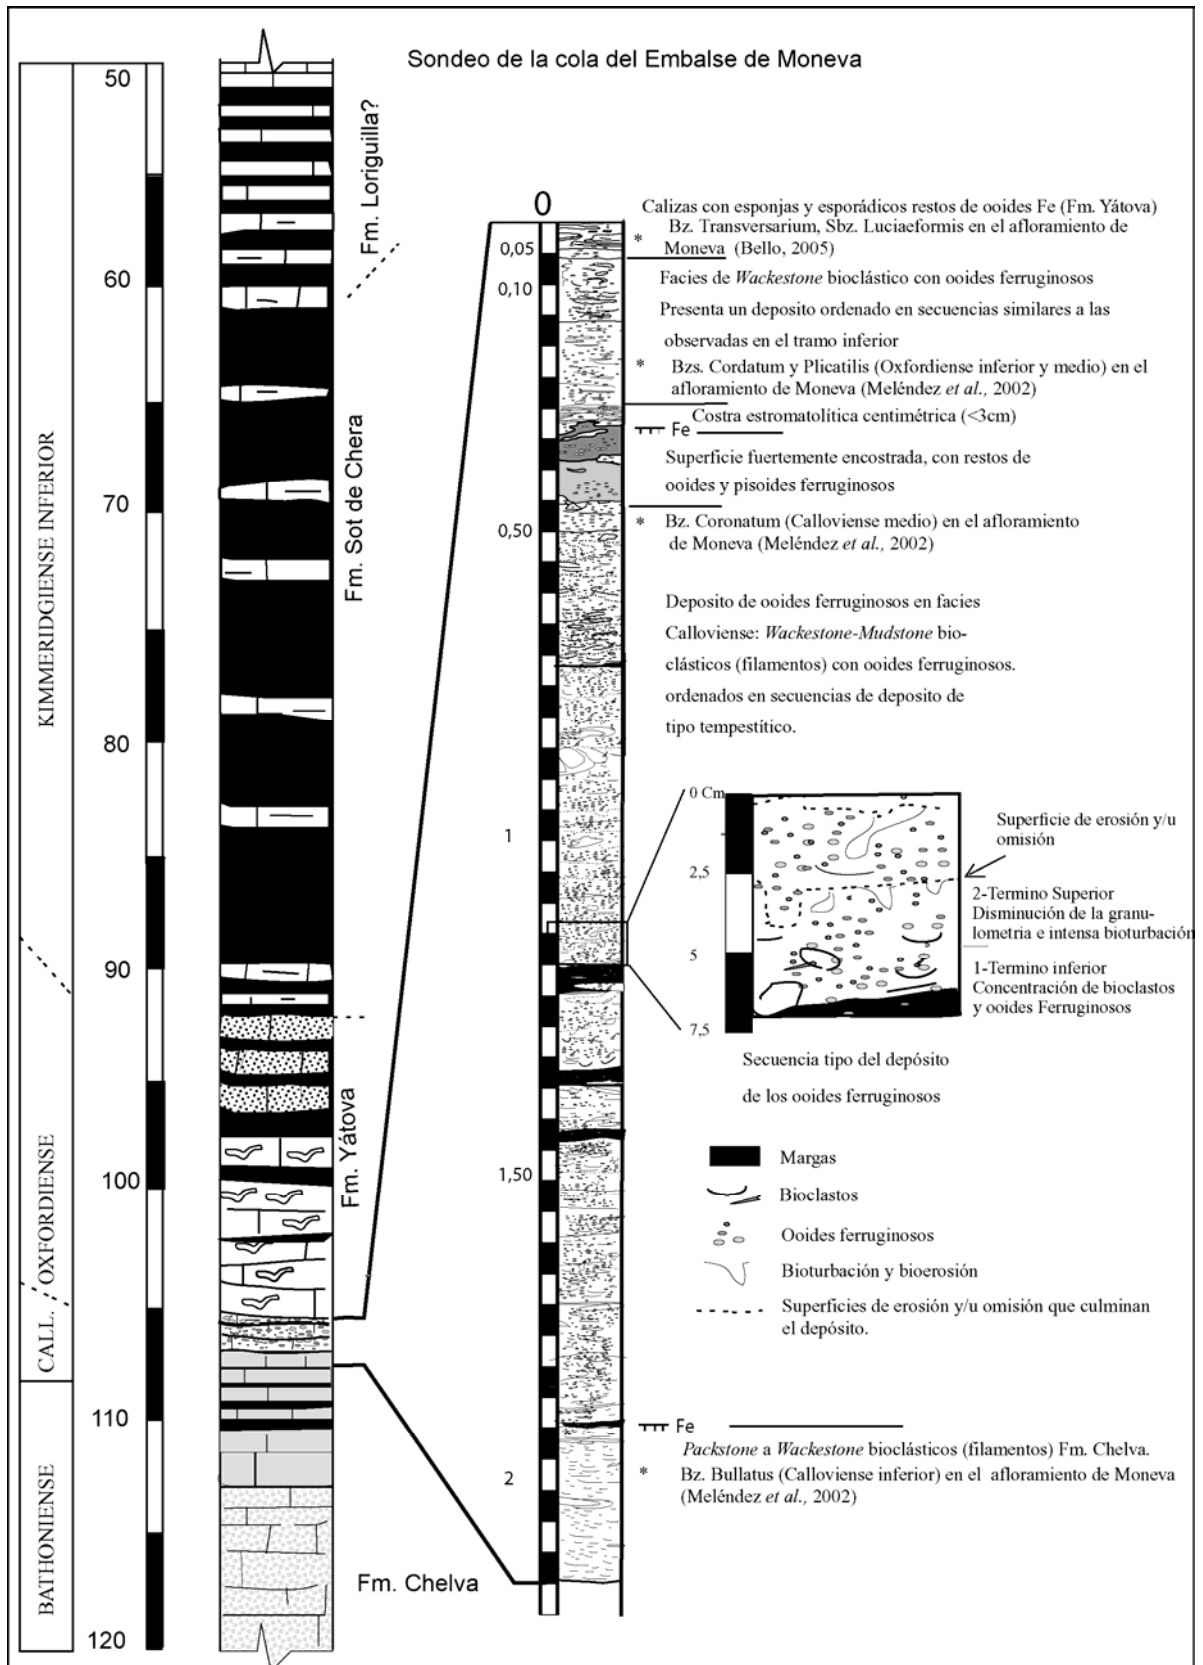 Sondeo de la cola del Embalse de Moneva
50
60
70
80
90
100
110
120
KIMMERIDGIENSE INFERIOR
OXFORDIENSE
CALL.
BATHONIENSE
Fm. Loriguilla?
Fm. Sot de Chera
Fm. Yátova
Fm. Chelva
0
0,05
0,10
0,50
1
1,50
2
Calizas con esponjas y esporádicos restos de ooides Fe (Fm. Yátova)
* Bz. Transversarium, Sbz. Luciaeformis en el afloramiento de
Moneva (Bello, 2005)
Facies de Wackestone bioclástico con ooides ferruginosos
Presenta un deposito ordenado en secuencias similares a las
observadas en el tramo inferior
* Bzs. Cordatum y Plicatilis (Oxfordiense inferior y medio) en el
afloramiento de Moneva (Meléndez et al., 2002)
Costra estromatolítica centimétrica (<3cm)
Fe
Superficie fuertemente encostrada, con restos de
ooides y pisoides ferruginosos
* Bz. Coronatum (Calloviense medio) en el afloramiento
de Moneva (Meléndez et al., 2002)
Deposito de ooides ferruginosos en facies
Calloviense: Wackestone-Mudstone bio-
clásticos (filamentos) con ooides ferruginosos.
ordenados en secuencias de deposito de
tipo tempestítico.
0 Cm
2,5
5
7,5
Superficie de erosión y/u
omisión
2-Termino Superior
Disminución de la granu-
lometria e intensa bioturbación
1-Termino inferior
Concentración de bioclastos
y ooides Ferruginosos
Secuencia tipo del depósito
de los ooides ferruginosos
Margas
Bioclastos
Ooides ferruginosos
Bioturbación y bioerosión
Superficies de erosión y/u omisión que culminan
el depósito.
Fe
Packstone a Wackestone bioclásticos (filamentos) Fm. Chelva.
* Bz. Bullatus (Calloviense inferior) en el afloramiento de Moneva
(Meléndez et al., 2002)